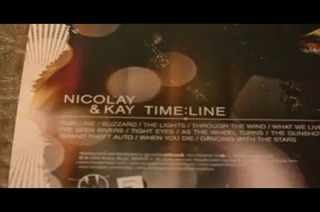 NICOLAY
& KAY TIME:LINE
TIME:LINE / BLIZZARD / THE LIGHTS / THROUGH THE WIND / WHAT WE LIVE
I'VE SEEN RIVERS / TIGHT EYES / AS THE WHEEL TURNS / THE GUNSHOT
GRAND THEFT AUTO / WHEN YOU DIE / DANCING WITH THE STARS